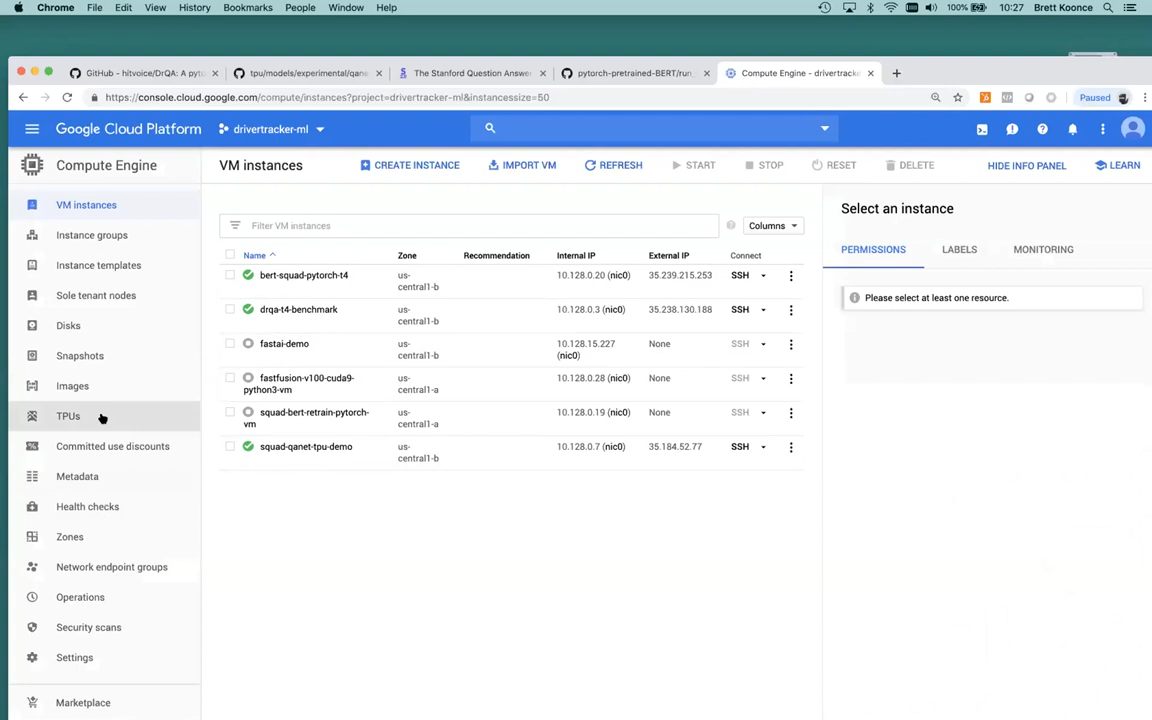 Chrome File Edit View History Bookmarks People Window Help 100% 10:27 Brett Koonce
GitHub - hitvoice/DrQA: A pyto
tpu/models/experimental/qane
The Stanford Question Answe
pytorch-pretrained-BERT/run_
Compute Engine - drivertracke
https://console.cloud.google.com/compute/instances?project=drivertracker-ml&instancessize=50
Paused
Google Cloud Platform
drivertracker-ml
Compute Engine
VM instances
CREATE INSTANCE
IMPORT VM
REFRESH
START
STOP
RESET
DELETE
HIDE INFO PANEL
LEARN
VM instances
Instance groups
Instance templates
Sole tenant nodes
Disks
Snapshots
Images
TPUs
Committed use discounts
Metadata
Health checks
Zones
Network endpoint groups
Operations
Security scans
Settings
Marketplace
Filter VM instances
Columns
Name Zone Recommendation Internal IP External IP Connect
bert-squad-pytorch-t4 us-central1-b 10.128.0.20 (nic0) 35.239.215.253 SSH
drqa-t4-benchmark us-central1-b 10.128.0.3 (nic0) 35.238.130.188 SSH
fastai-demo us-central1-b 10.128.15.227 (nic0) None SSH
fastfusion-v100-cuda9-python3-vm us-central1-a 10.128.0.28 (nic0) None SSH
squad-bert-retrain-pytorch-vm us-central1-a 10.128.0.19 (nic0) None SSH
squad-qanet-tpu-demo us-central1-b 10.128.0.7 (nic0) 35.184.52.77 SSH
Select an instance
PERMISSIONS
LABELS
MONITORING
Please select at least one resource.